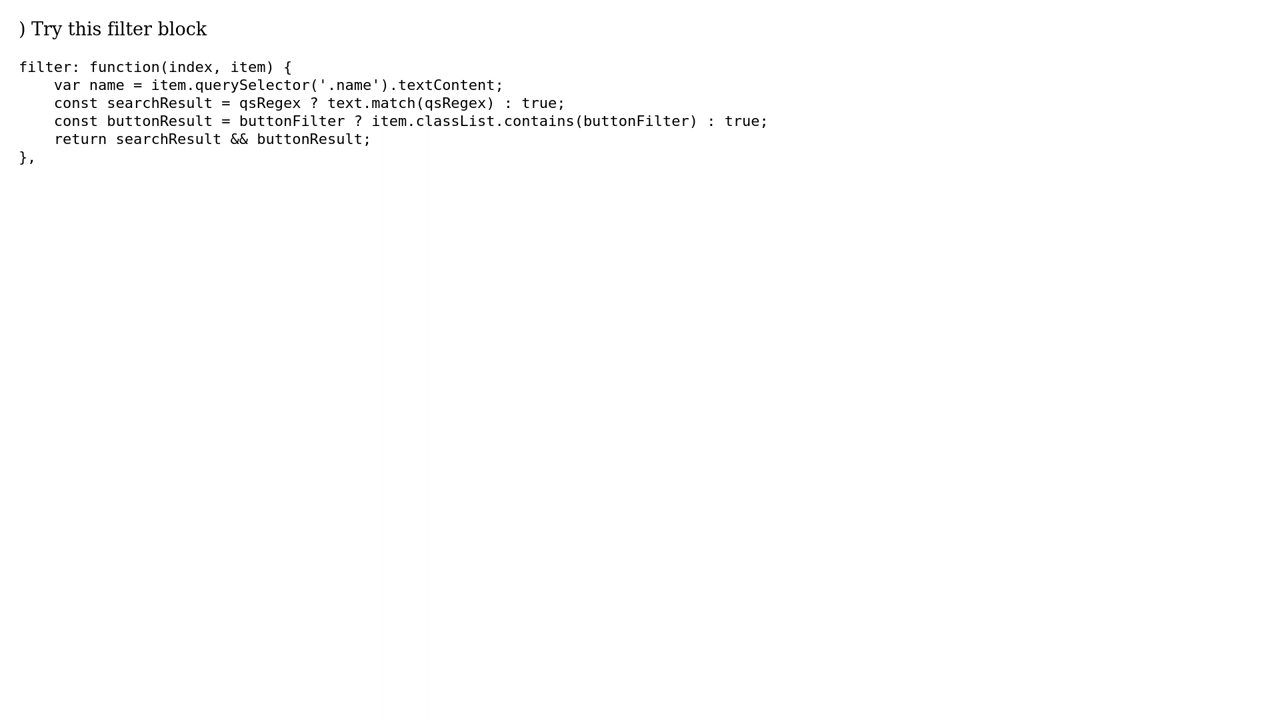 ) Try this filter block
filter: function(index, item) {
    var name = item.querySelector('.name').textContent;
    const searchResult = qsRegex ? text.match(qsRegex) : true;
    const buttonResult = buttonFilter ? item.classList.contains(buttonFilter) : true;
    return searchResult && buttonResult;
},